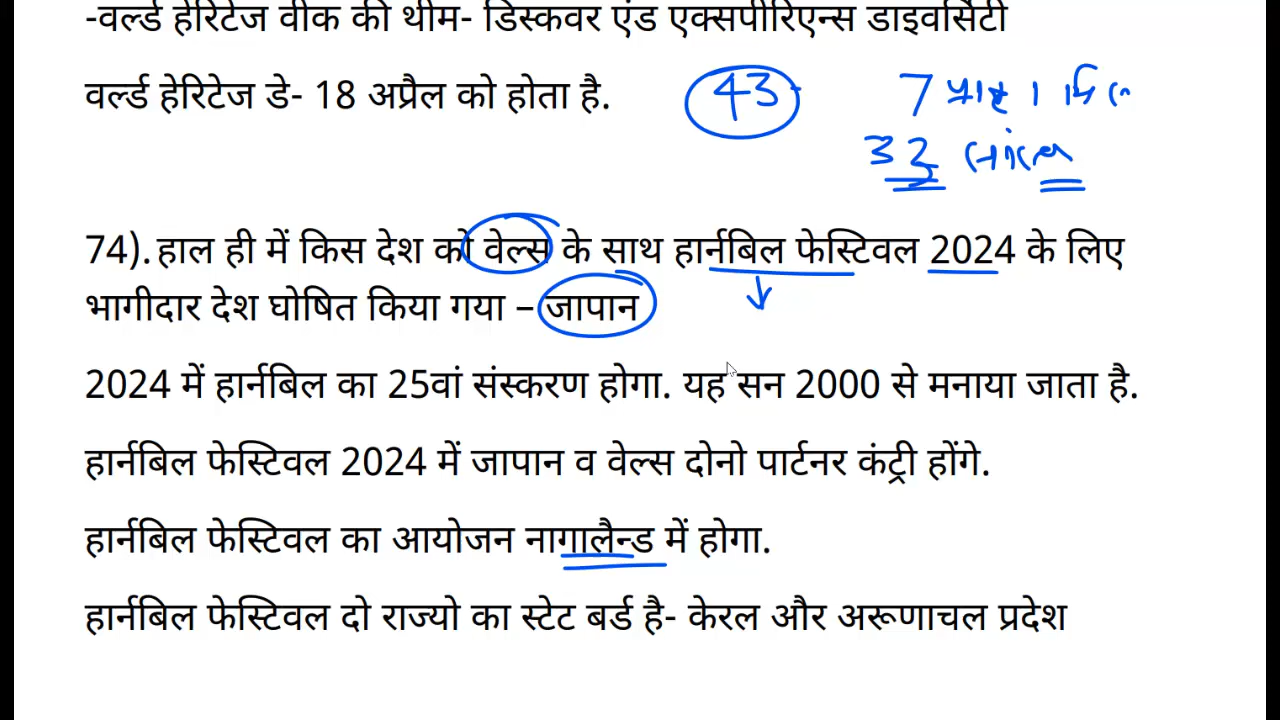 -वर्ल्ड हेरिटेज वीक की थीम- डिस्कवर एंड एक्सपीरिएन्स डाइवर्सिटी
वर्ल्ड हेरिटेज डे- 18 अप्रैल को होता है.
43
7
32
74). हाल ही में किस देश को वेल्स के साथ हार्नबिल फेस्टिवल 2024 के लिए
भागीदार देश घोषित किया गया – जापान
2024 में हार्नबिल का 25वां संस्करण होगा. यह सन 2000 से मनाया जाता है.
हार्नबिल फेस्टिवल 2024 में जापान व वेल्स दोनो पार्टनर कंट्री होंगे.
हार्नबिल फेस्टिवल का आयोजन नागालैन्ड में होगा.
हार्नबिल फेस्टिवल दो राज्यो का स्टेट बर्ड है- केरल और अरूणाचल प्रदेश